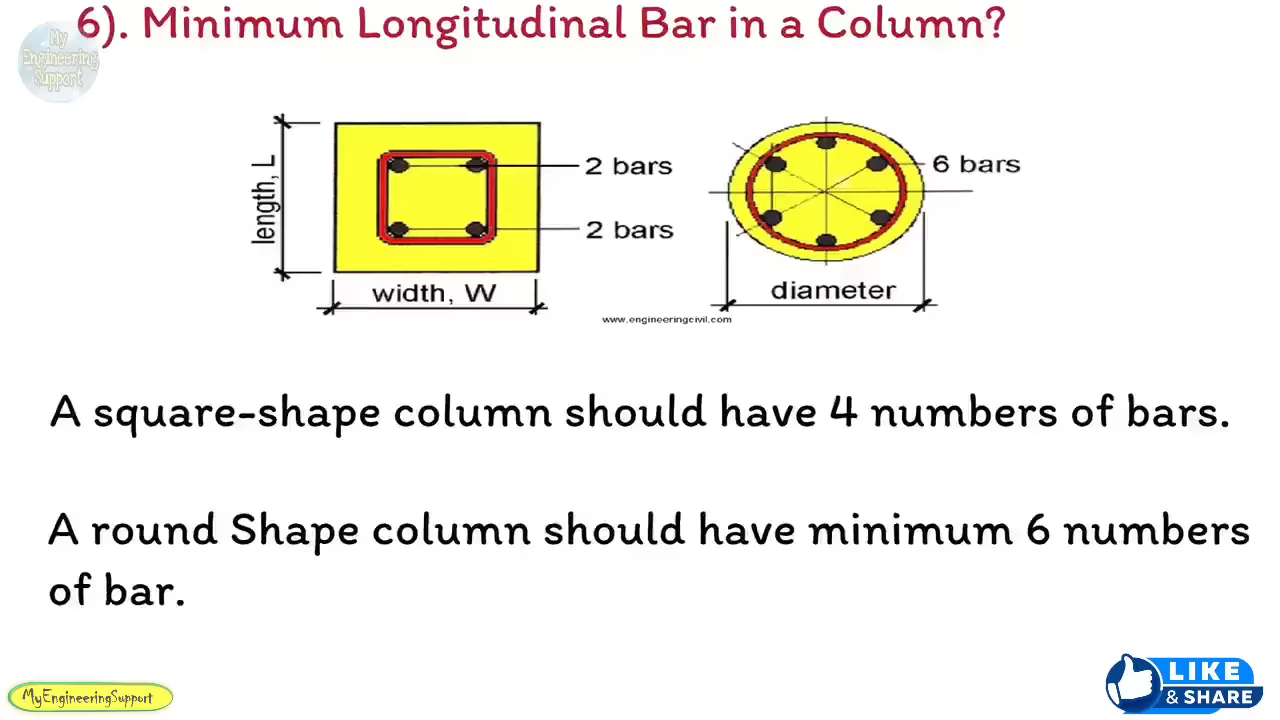 6). Minimum Longitudinal Bar in a Column?
My
Engineering
Support
length, L
2 bars
2 bars
width, W
6 bars
diameter
www.engineeringcivil.com
A square-shape column should have 4 numbers of bars.
A round Shape column should have minimum 6 numbers
of bar.
MyEngineeringSupport
LIKE
& SHARE